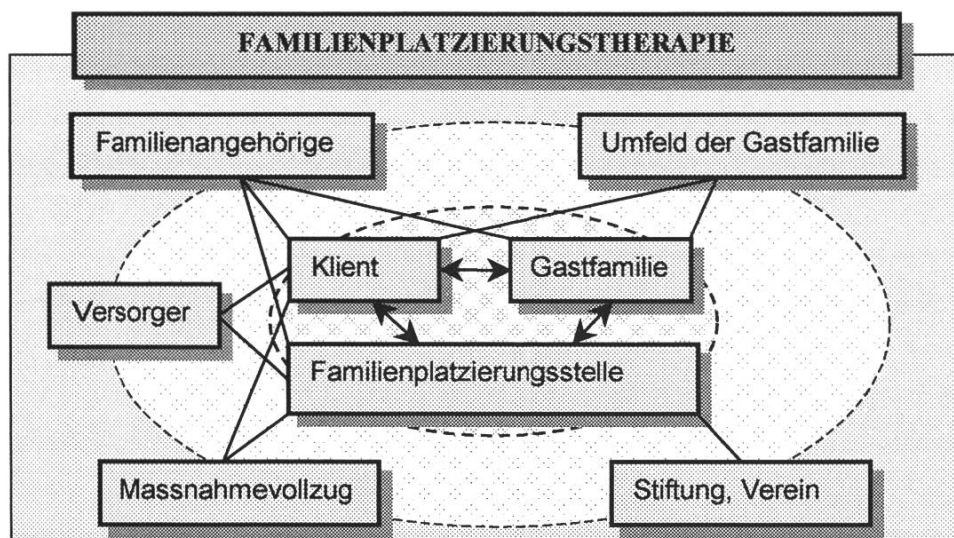 FAMILIENPLATZIERUNGSTHERAPIE
Familienangehörige
Umfeld der Gastfamilie
Klient
Gastfamilie
Versorger
Familienplatzierungsstelle
Massnahmevollzug
Stiftung, Verein